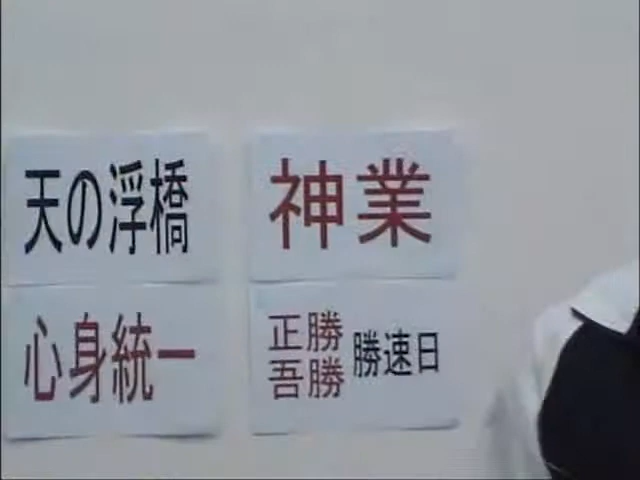 天の浮橋
神業
心身統一
正勝
吾勝
勝速日